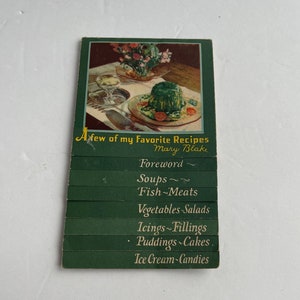 A few of my Favorite Recipes
Mary Blake
Foreword ~
Soups ~~
Fish ~ Meats
Vegetables-Salads
Icings ~ Fillings
Puddings ~ Cakes
Ice Cream-Candies